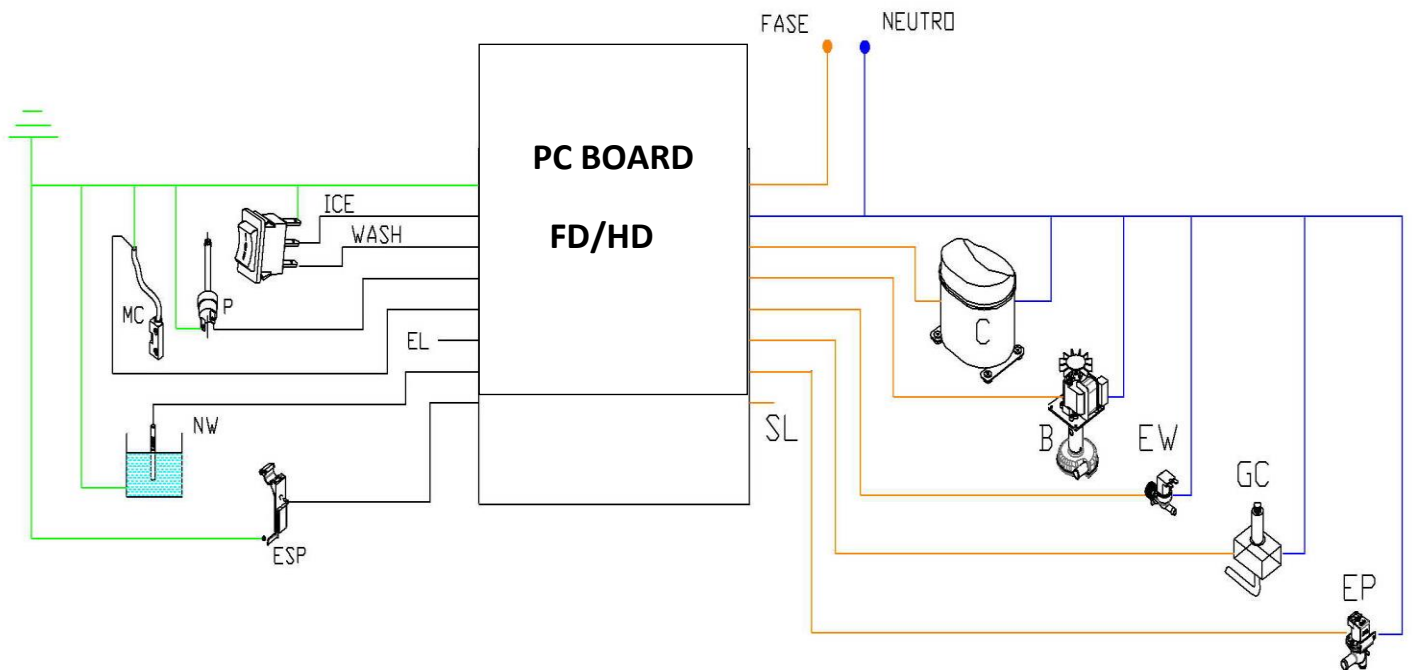 FASE
NEUTRO
PC BOARD
FD/HD
ICE
WASH
MC
P
EL
NW
ESP
C
SL
B
EW
GC
EP